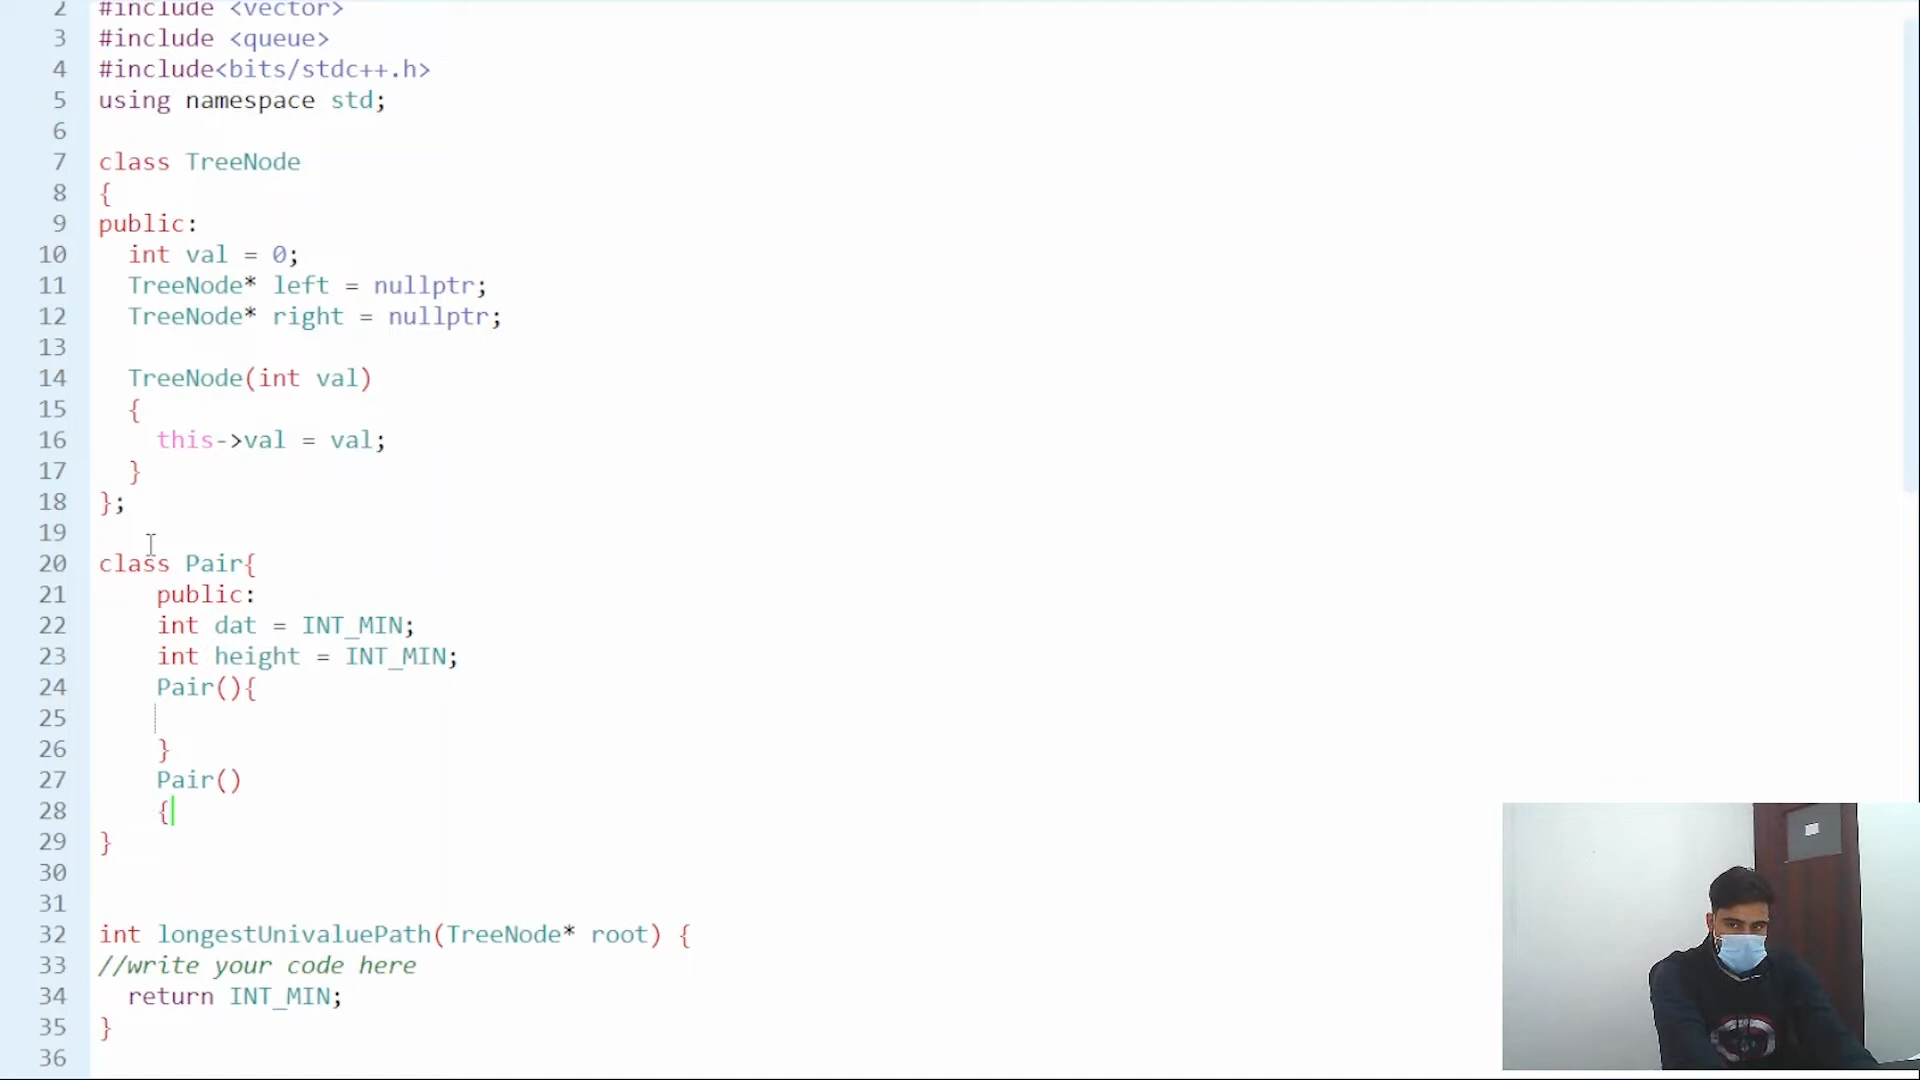 2 #include <vector>
3 #include <queue>
4 #include<bits/stdc++.h>
5 using namespace std;
6
7 class TreeNode
8 {
9 public:
10 int val = 0;
11 TreeNode* left = nullptr;
12 TreeNode* right = nullptr;
13
14 TreeNode(int val)
15 {
16 this->val = val;
17 }
18 };
19
20 class Pair{
21 public:
22 int dat = INT_MIN;
23 int height = INT_MIN;
24 Pair(){
25
26 }
27 Pair()
28 {
29 }
30
31
32 int longestUnivaluePath(TreeNode* root) {
33 //write your code here
34 return INT_MIN;
35 }
36